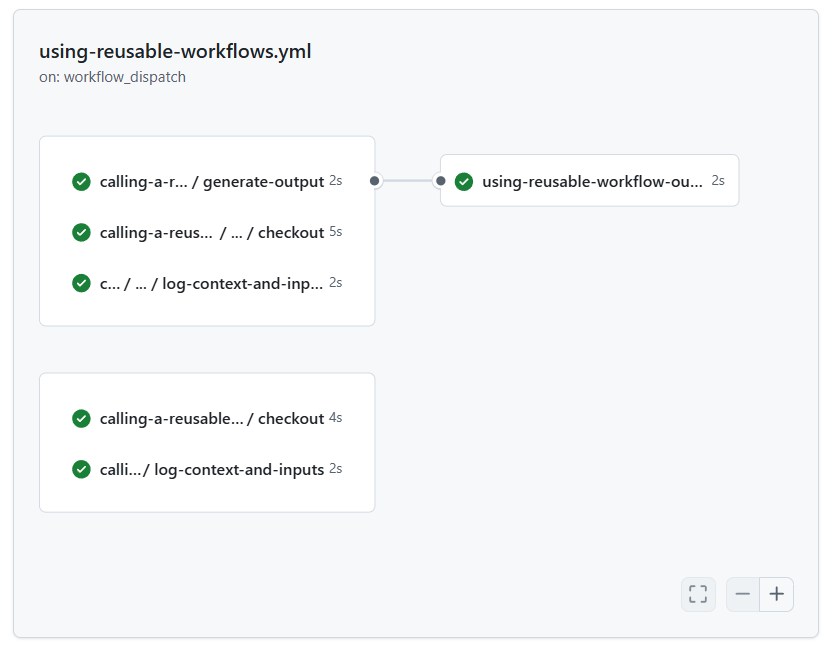 using-reusable-workflows.yml
on: workflow_dispatch
calling-a-r... / generate-output 2s
using-reusable-workflow-ou... 2s
calling-a-reus... / ... / checkout 5s
c... / ... / log-context-and-inp... 2s
calling-a-reusable... / checkout 4s
calli... / log-context-and-inputs 2s